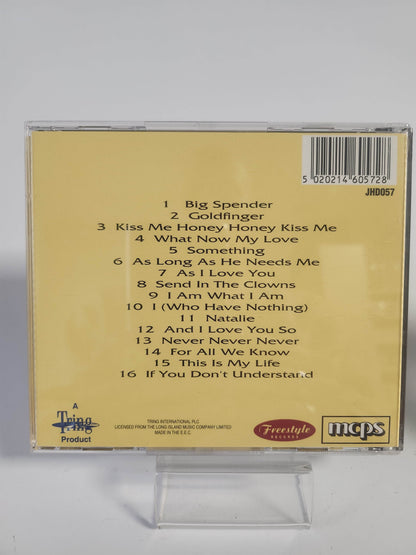 5 020214 605728
JHD057
1 Big Spender
2 Goldfinger
3 Kiss Me Honey Honey Kiss Me
4 What Now My Love
5 Something
6 As Long As He Needs Me
7 As I Love You
8 Send In The Clowns
9 I Am What I Am
10 I (Who Have Nothing)
11 Natalie
12 And I Love You So
13 Never Never Never
14 For All We Know
15 This Is My Life
16 If You Don't Understand
A
Tring
Product
TRING INTERNATIONAL PLC
LICENSED FROM THE LONG ISLAND MUSIC COMPANY LIMITED
MADE IN THE E.E.C.
Freestyle
RECORDS
mcps